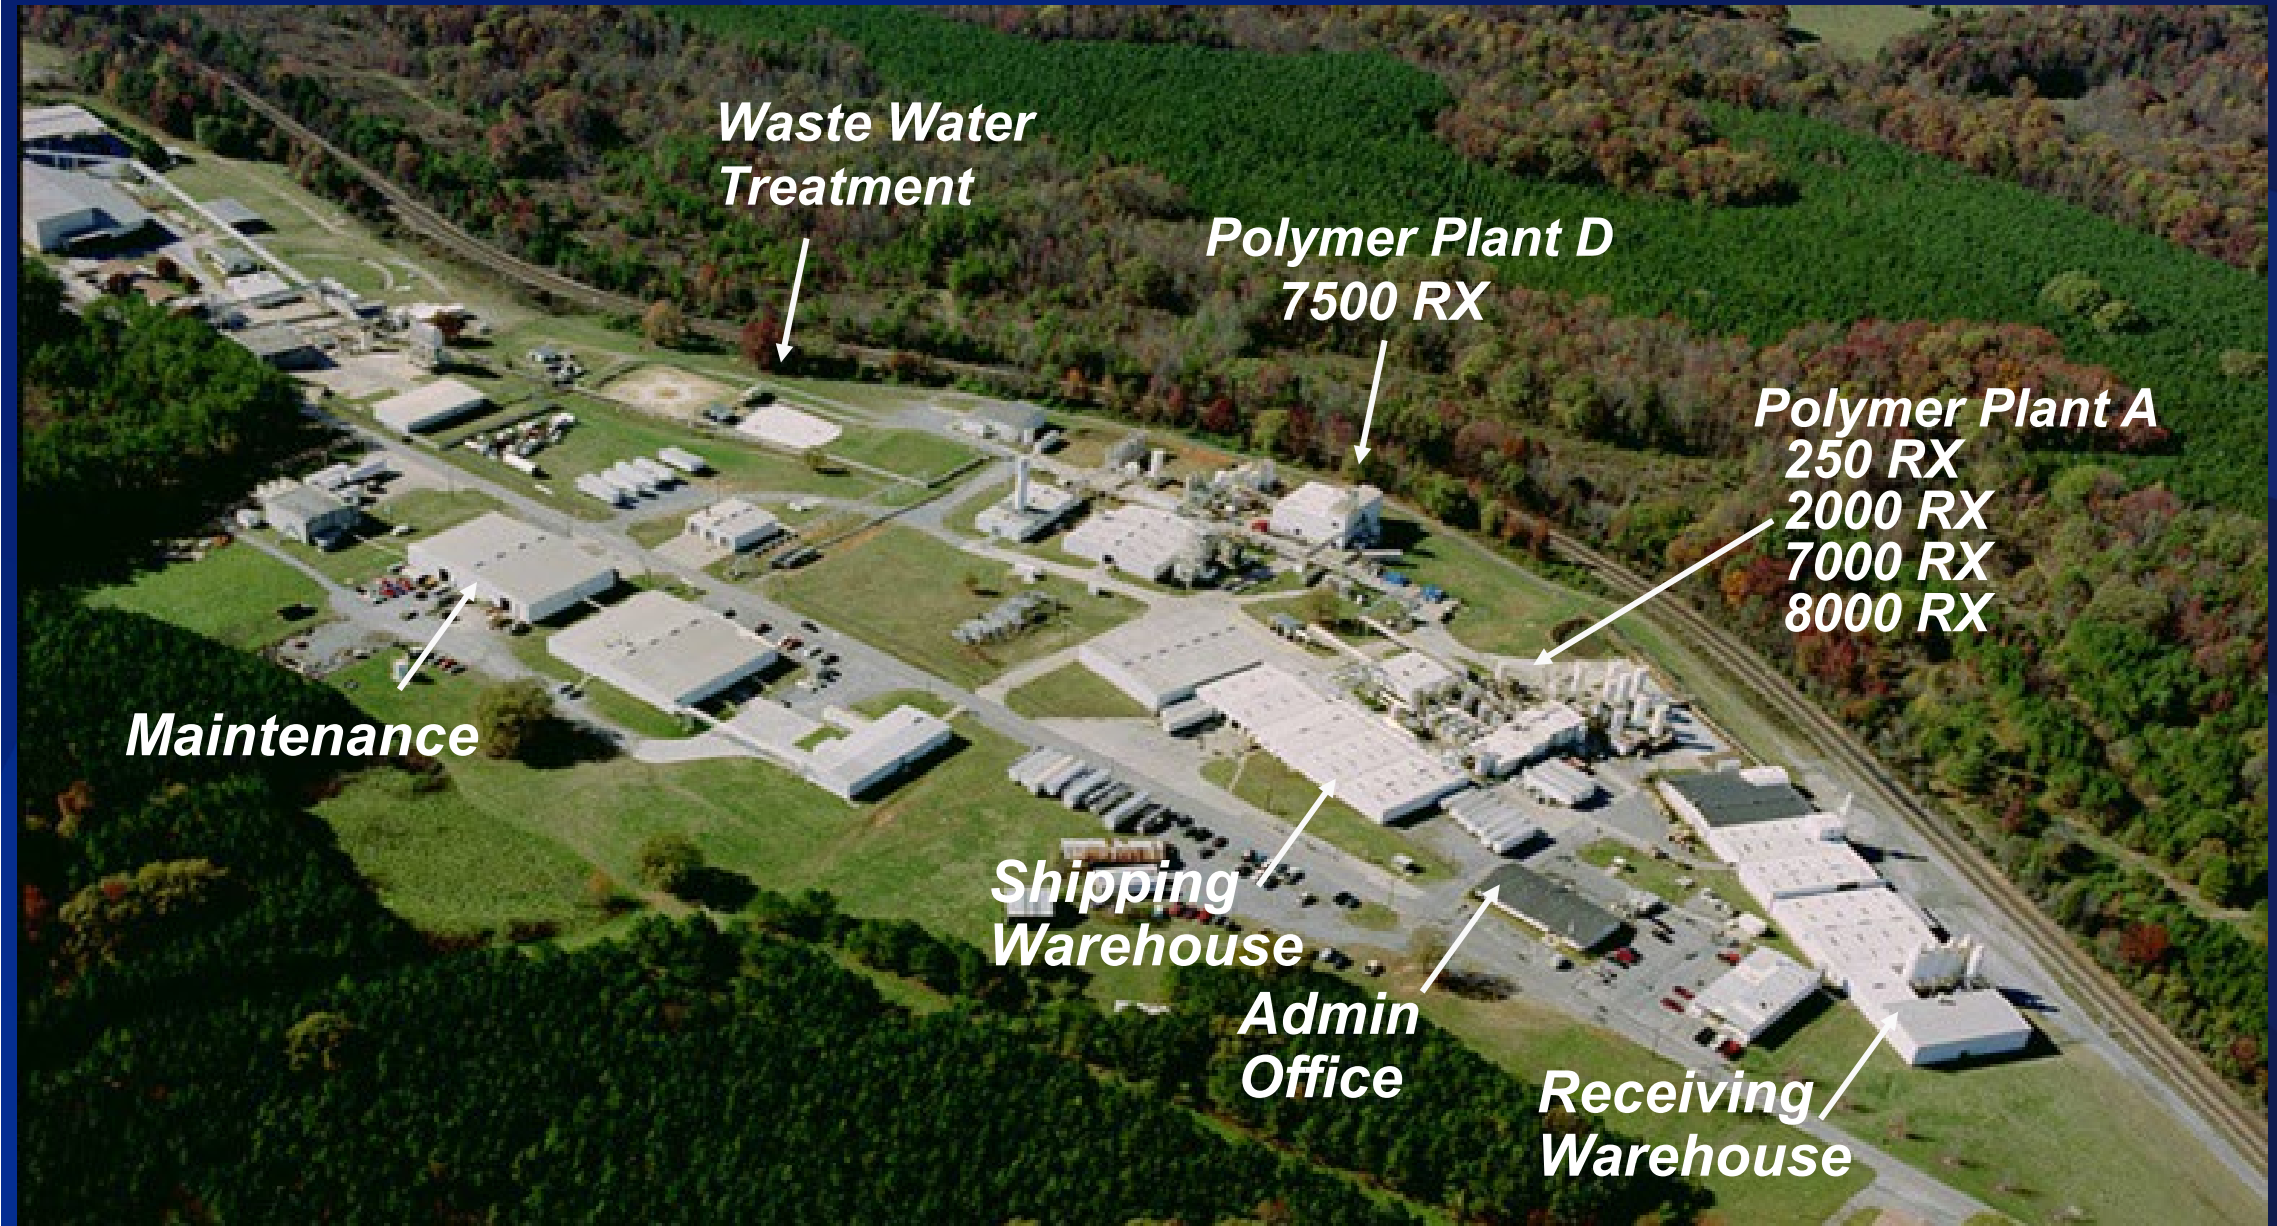 Waste Water
Treatment
Polymer Plant D
7500 RX
Polymer Plant A
250 RX
2000 RX
7000 RX
8000 RX
Maintenance
Shipping
Warehouse
Admin
Office
Receiving
Warehouse